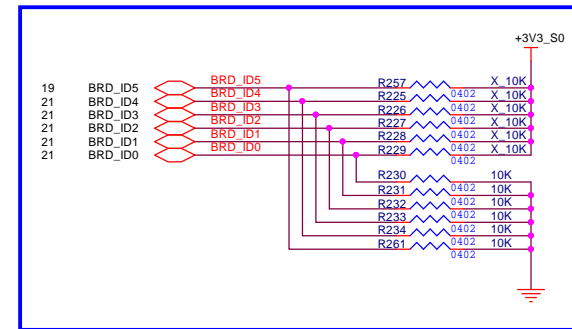 +3V3_S0
19 BRD_ID5 BRD_ID5 R257 X_10K
0402
21 BRD_ID4 BRD_ID4 R225 X_10K
0402
21 BRD_ID3 BRD_ID3 R226 X_10K
0402
21 BRD_ID2 BRD_ID2 R227 X_10K
0402
21 BRD_ID1 BRD_ID1 R228 X_10K
0402
21 BRD_ID0 BRD_ID0 R229 X_10K
0402
R230 10K
0402
R231 10K
0402
R232 10K
0402
R233 10K
0402
R234 10K
0402
R261 10K
0402